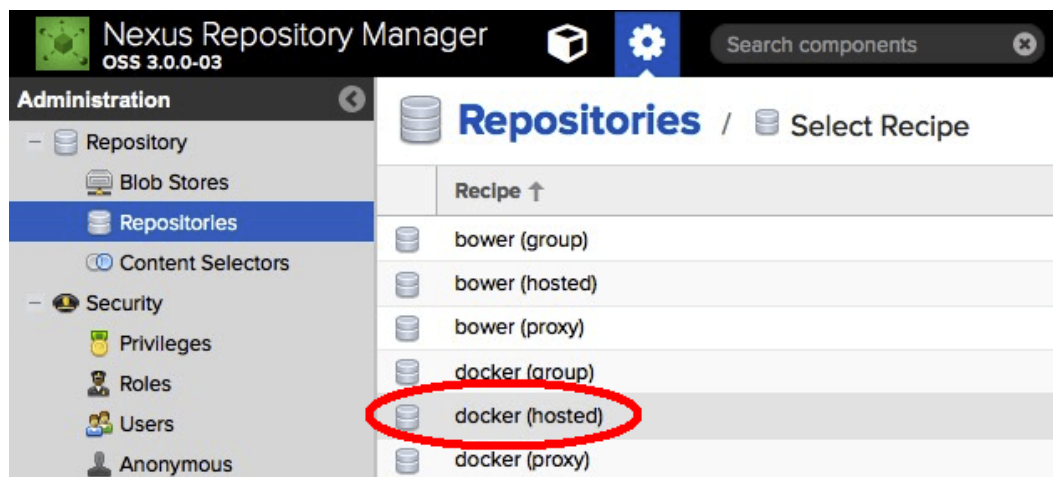 Nexus Repository Manager
OSS 3.0.0-03
Search components
Administration
Repositories / Select Recipe
Repository
Blob Stores
Repositories
Content Selectors
Security
Privileges
Roles
Users
Anonymous
Recipe
bower (group)
bower (hosted)
bower (proxy)
docker (group)
docker (hosted)
docker (proxy)